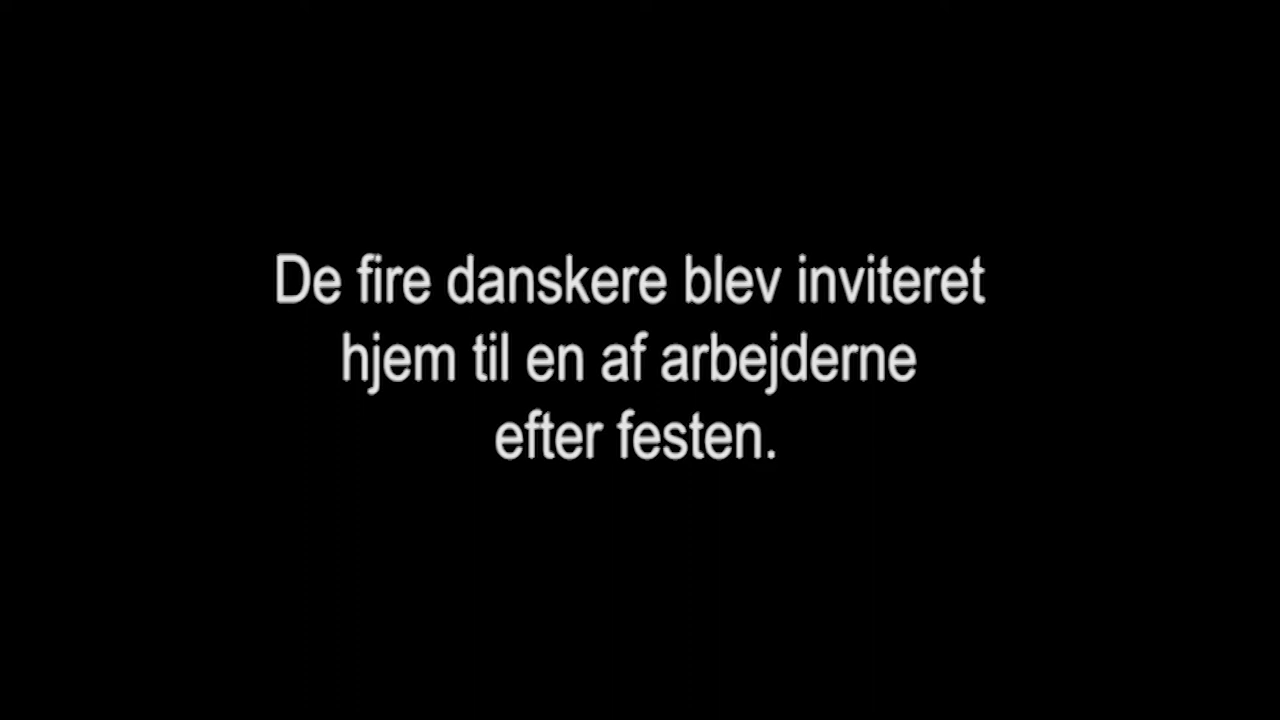 De fire danskere blev inviteret
hjem til en af arbejderne
efter festen.